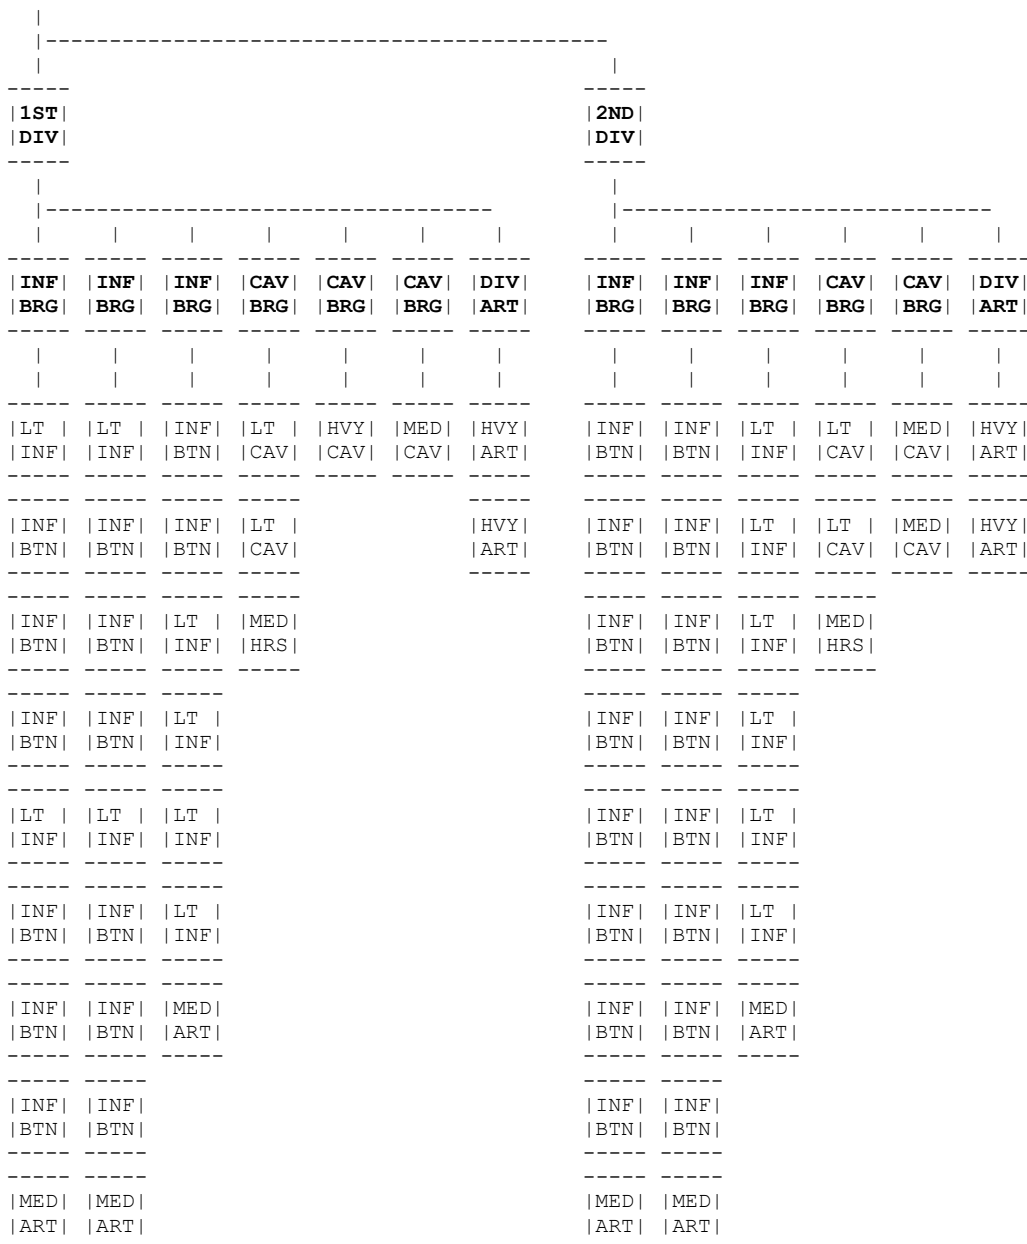 |
|--------------------------------------------
| |
----- -----
|1ST| |2ND|
|DIV| |DIV|
----- -----
| |
|----------------------------------- |-----------------------------
| | | | | | | | | | | | |
----- ----- ----- ----- ----- ----- ----- ----- ----- ----- ----- ----- -----
|INF| |INF| |INF| |CAV| |CAV| |CAV| |DIV| |INF| |INF| |INF| |CAV| |CAV| |DIV|
|BRG| |BRG| |BRG| |BRG| |BRG| |BRG| |ART| |BRG| |BRG| |BRG| |BRG| |BRG| |ART|
----- ----- ----- ----- ----- ----- ----- ----- ----- ----- ----- ----- -----
| | | | | | | | | | | | |
| | | | | | | | | | | | |
----- ----- ----- ----- ----- ----- ----- ----- ----- ----- ----- ----- -----
|LT | |LT | |INF| |LT | |HVY| |MED| |HVY| |INF| |INF| |LT | |LT | |MED| |HVY|
|INF| |INF| |BTN| |CAV| |CAV| |CAV| |ART| |BTN| |BTN| |INF| |CAV| |CAV| |ART|
----- ----- ----- ----- ----- ----- ----- ----- ----- ----- ----- ----- -----
----- ----- ----- ----- ----- ----- ----- ----- ----- ----- -----
|INF| |INF| |INF| |LT | |HVY| |INF| |INF| |LT | |LT | |MED| |HVY|
|BTN| |BTN| |BTN| |CAV| |ART| |BTN| |BTN| |INF| |CAV| |CAV| |ART|
----- ----- ----- ----- ----- ----- ----- ----- ----- ----- -----
----- ----- ----- ----- ----- ----- ----- -----
|INF| |INF| |LT | |MED| |INF| |INF| |LT | |MED|
|BTN| |BTN| |INF| |HRS| |BTN| |BTN| |INF| |HRS|
----- ----- ----- ----- ----- ----- ----- -----
----- ----- ----- ----- ----- -----
|INF| |INF| |LT | |INF| |INF| |LT |
|BTN| |BTN| |INF| |BTN| |BTN| |INF|
----- ----- ----- ----- ----- -----
----- ----- ----- ----- ----- -----
|LT | |LT | |LT | |INF| |INF| |LT |
|INF| |INF| |INF| |BTN| |BTN| |INF|
----- ----- ----- ----- ----- -----
----- ----- ----- ----- ----- -----
|INF| |INF| |LT | |INF| |INF| |LT |
|BTN| |BTN| |INF| |BTN| |BTN| |INF|
----- ----- ----- ----- ----- -----
----- ----- ----- ----- ----- -----
|INF| |INF| |MED| |INF| |INF| |MED|
|BTN| |BTN| |ART| |BTN| |BTN| |ART|
----- ----- ----- ----- ----- -----
----- ----- ----- -----
|INF| |INF| |INF| |INF|
|BTN| |BTN| |BTN| |BTN|
----- ----- ----- -----
----- ----- ----- -----
|MED| |MED| |MED| |MED|
|ART| |ART| |ART| |ART|